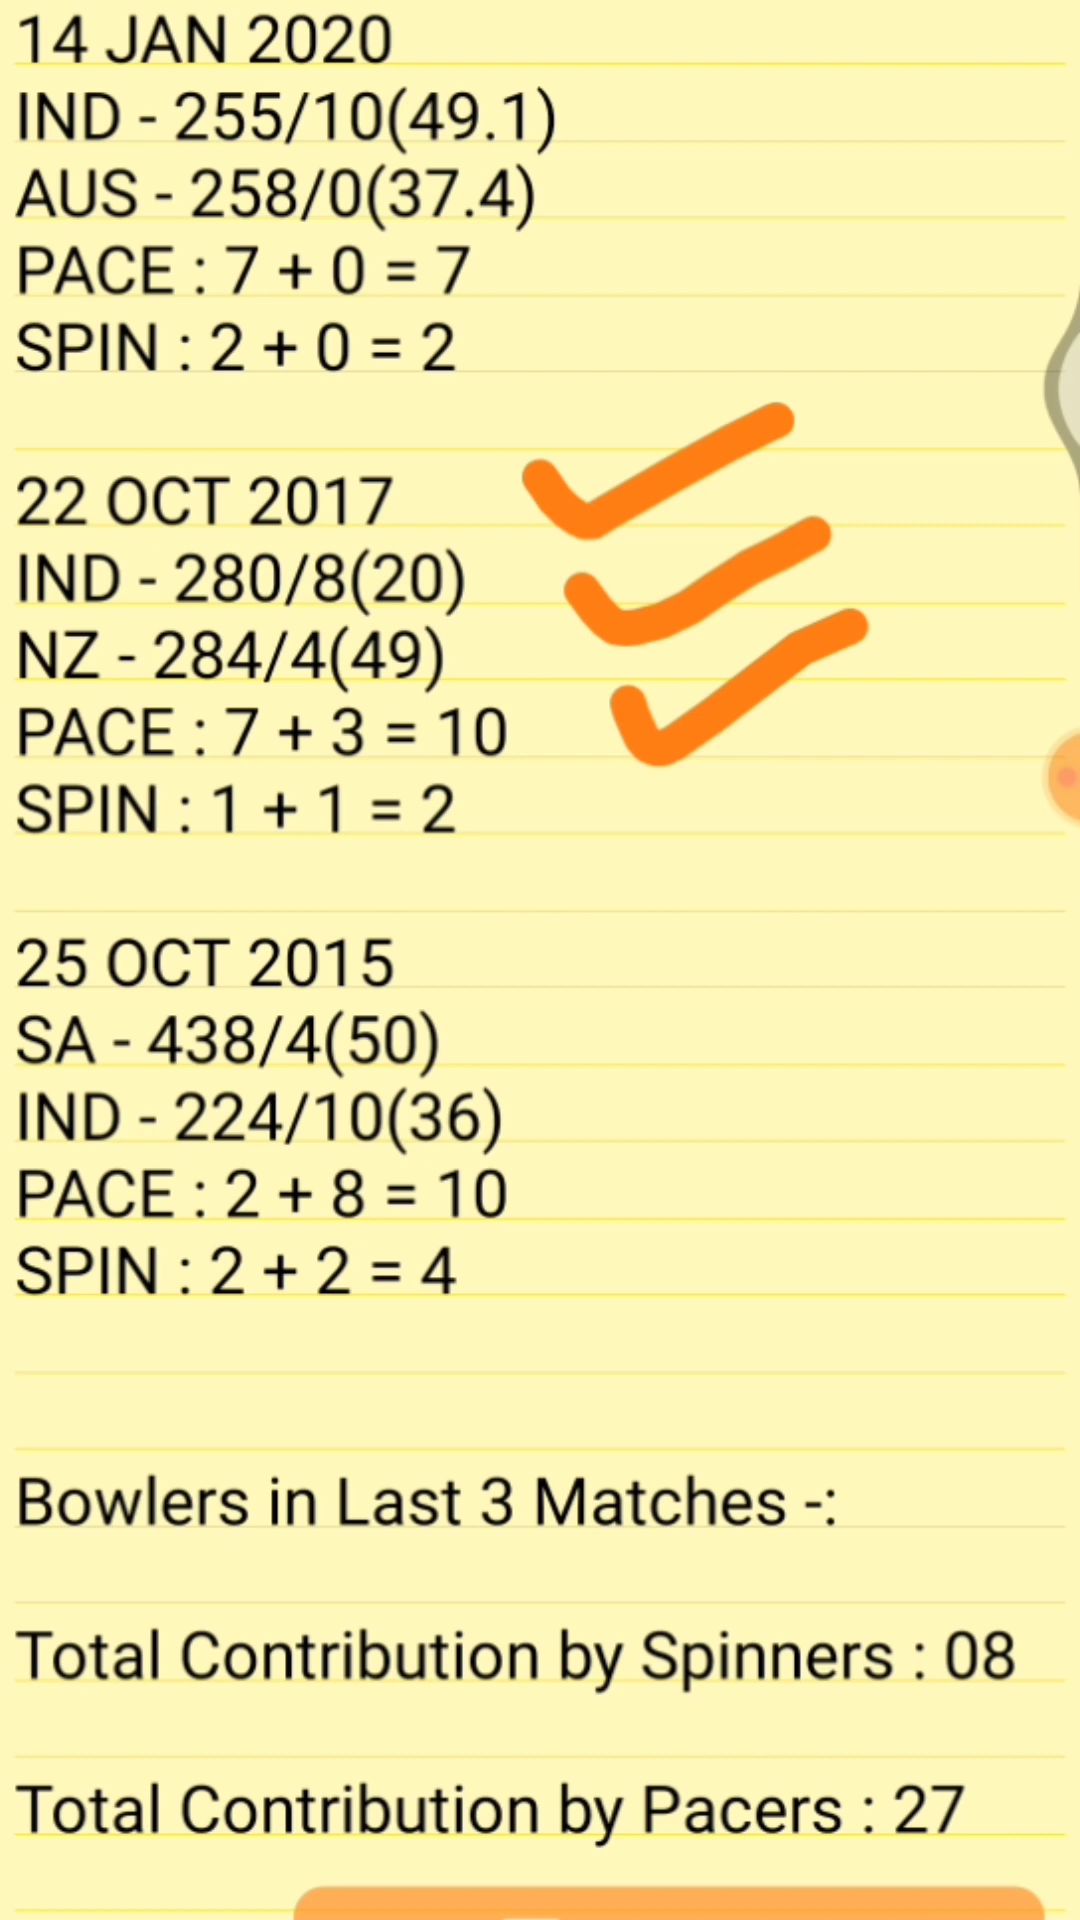 14 JAN 2020
IND - 255/10(49.1)
AUS - 258/0(37.4)
PACE : 7 + 0 = 7
SPIN : 2 + 0 = 2
22 OCT 2017
IND - 280/8(20)
NZ - 284/4(49)
PACE : 7 + 3 = 10
SPIN : 1 + 1 = 2
25 OCT 2015
SA - 438/4(50)
IND - 224/10(36)
PACE : 2 + 8 = 10
SPIN : 2 + 2 = 4
Bowlers in Last 3 Matches -:
Total Contribution by Spinners : 08
Total Contribution by Pacers : 27